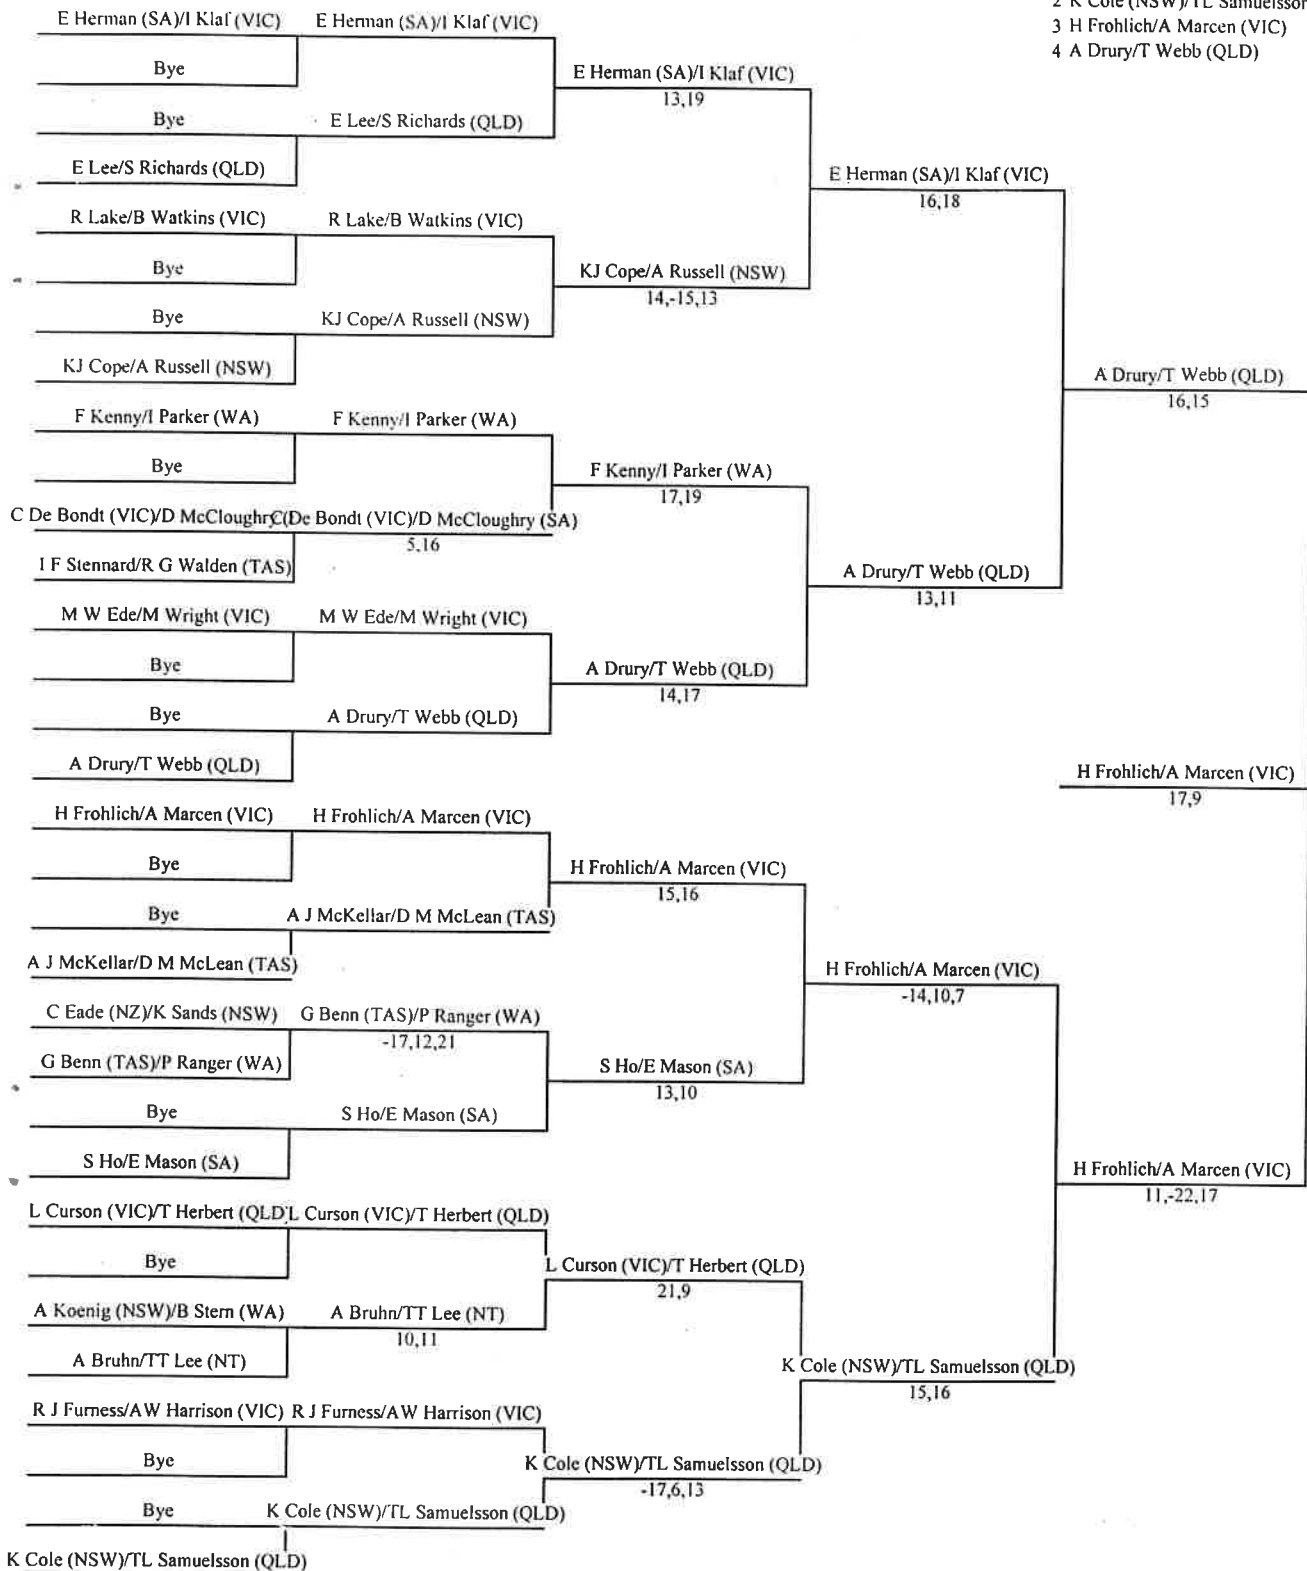 2 K Cole (NSW)/TL Samuelsson
3 H Frohlich/A Marcen (VIC)
4 A Drury/T Webb (QLD)
E Herman (SA)/I Klaf (VIC)
Bye
Bye
E Lee/S Richards (QLD)
R Lake/B Watkins (VIC)
Bye
Bye
KJ Cope/A Russell (NSW)
F Kenny/I Parker (WA)
Bye
C De Bondt (VIC)/D McCloughry (
I F Stennard/R G Walden (TAS)
M W Ede/M Wright (VIC)
Bye
Bye
A Drury/T Webb (QLD)
H Frohlich/A Marcen (VIC)
Bye
Bye
A J McKellar/D M McLean (TAS)
C Eade (NZ)/K Sands (NSW)
G Benn (TAS)/P Ranger (WA)
Bye
S Ho/E Mason (SA)
L Curson (VIC)/T Herbert (QLD)
Bye
A Koenig (NSW)/B Stern (WA)
A Bruhn/TT Lee (NT)
R J Furness/AW Harrison (VIC)
Bye
Bye
K Cole (NSW)/TL Samuelsson (QLD)
E Herman (SA)/I Klaf (VIC)
E Lee/S Richards (QLD)
R Lake/B Watkins (VIC)
KJ Cope/A Russell (NSW)
F Kenny/I Parker (WA)
C De Bondt (VIC)/D McCloughry (SA)
5,16
M W Ede/M Wright (VIC)
A Drury/T Webb (QLD)
H Frohlich/A Marcen (VIC)
A J McKellar/D M McLean (TAS)
G Benn (TAS)/P Ranger (WA)
-17,12,21
S Ho/E Mason (SA)
L Curson (VIC)/T Herbert (QLD)
A Bruhn/TT Lee (NT)
10,11
R J Furness/AW Harrison (VIC)
K Cole (NSW)/TL Samuelsson (QLD)
E Herman (SA)/I Klaf (VIC)
13,19
KJ Cope/A Russell (NSW)
14,-15,13
F Kenny/I Parker (WA)
17,19
A Drury/T Webb (QLD)
14,17
H Frohlich/A Marcen (VIC)
15,16
S Ho/E Mason (SA)
13,10
L Curson (VIC)/T Herbert (QLD)
21,9
K Cole (NSW)/TL Samuelsson (QLD)
-17,6,13
E Herman (SA)/I Klaf (VIC)
16,18
A Drury/T Webb (QLD)
13,11
H Frohlich/A Marcen (VIC)
-14,10,7
K Cole (NSW)/TL Samuelsson (QLD)
15,16
A Drury/T Webb (QLD)
16,15
H Frohlich/A Marcen (VIC)
11,-22,17
H Frohlich/A Marcen (VIC)
17,9